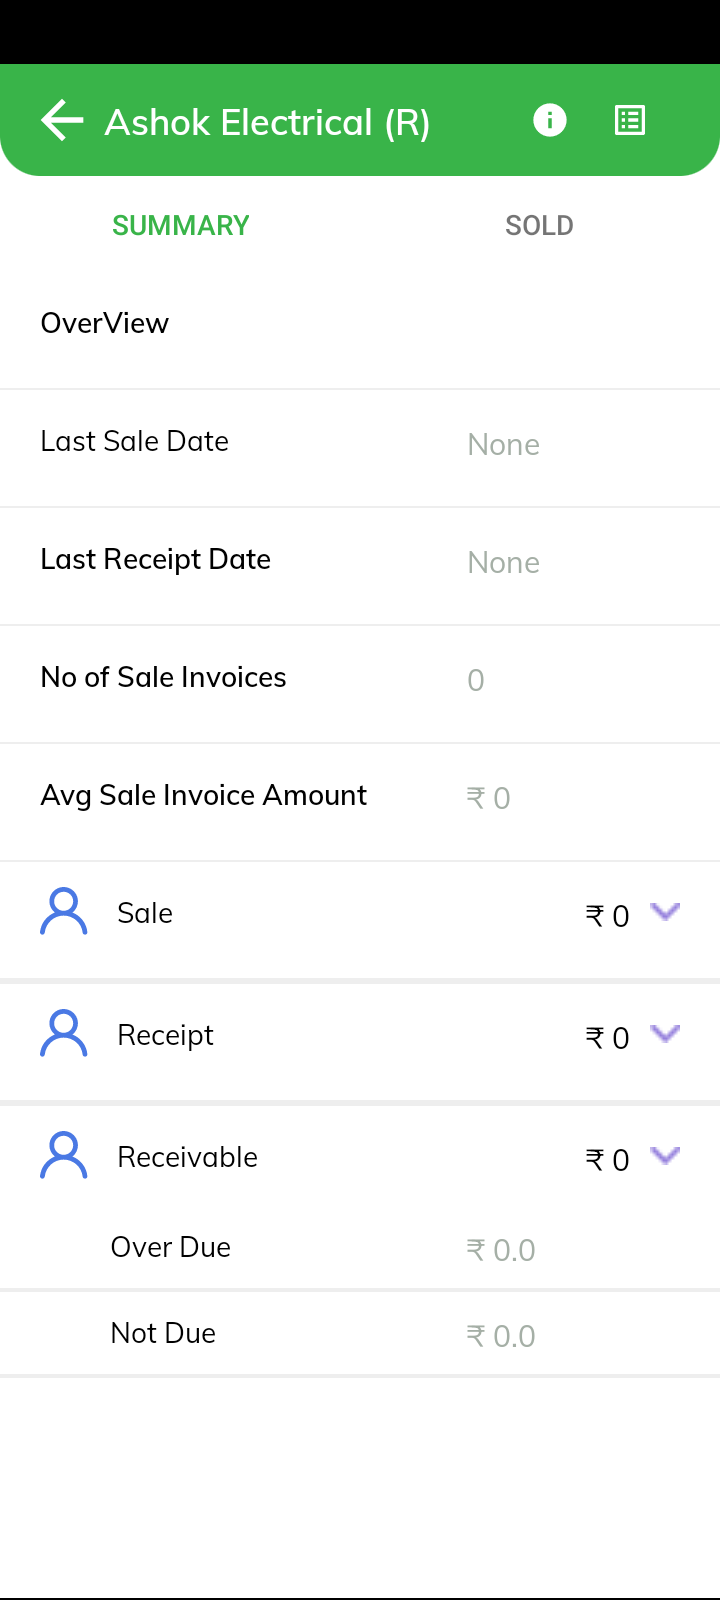 Ashok Electrical (R)
SUMMARY SOLD
OverView
Last Sale Date None
Last Receipt Date None
No of Sale Invoices 0
Avg Sale Invoice Amount ₹ 0
Sale ₹ 0
Receipt ₹ 0
Receivable ₹ 0
Over Due ₹ 0.0
Not Due ₹ 0.0